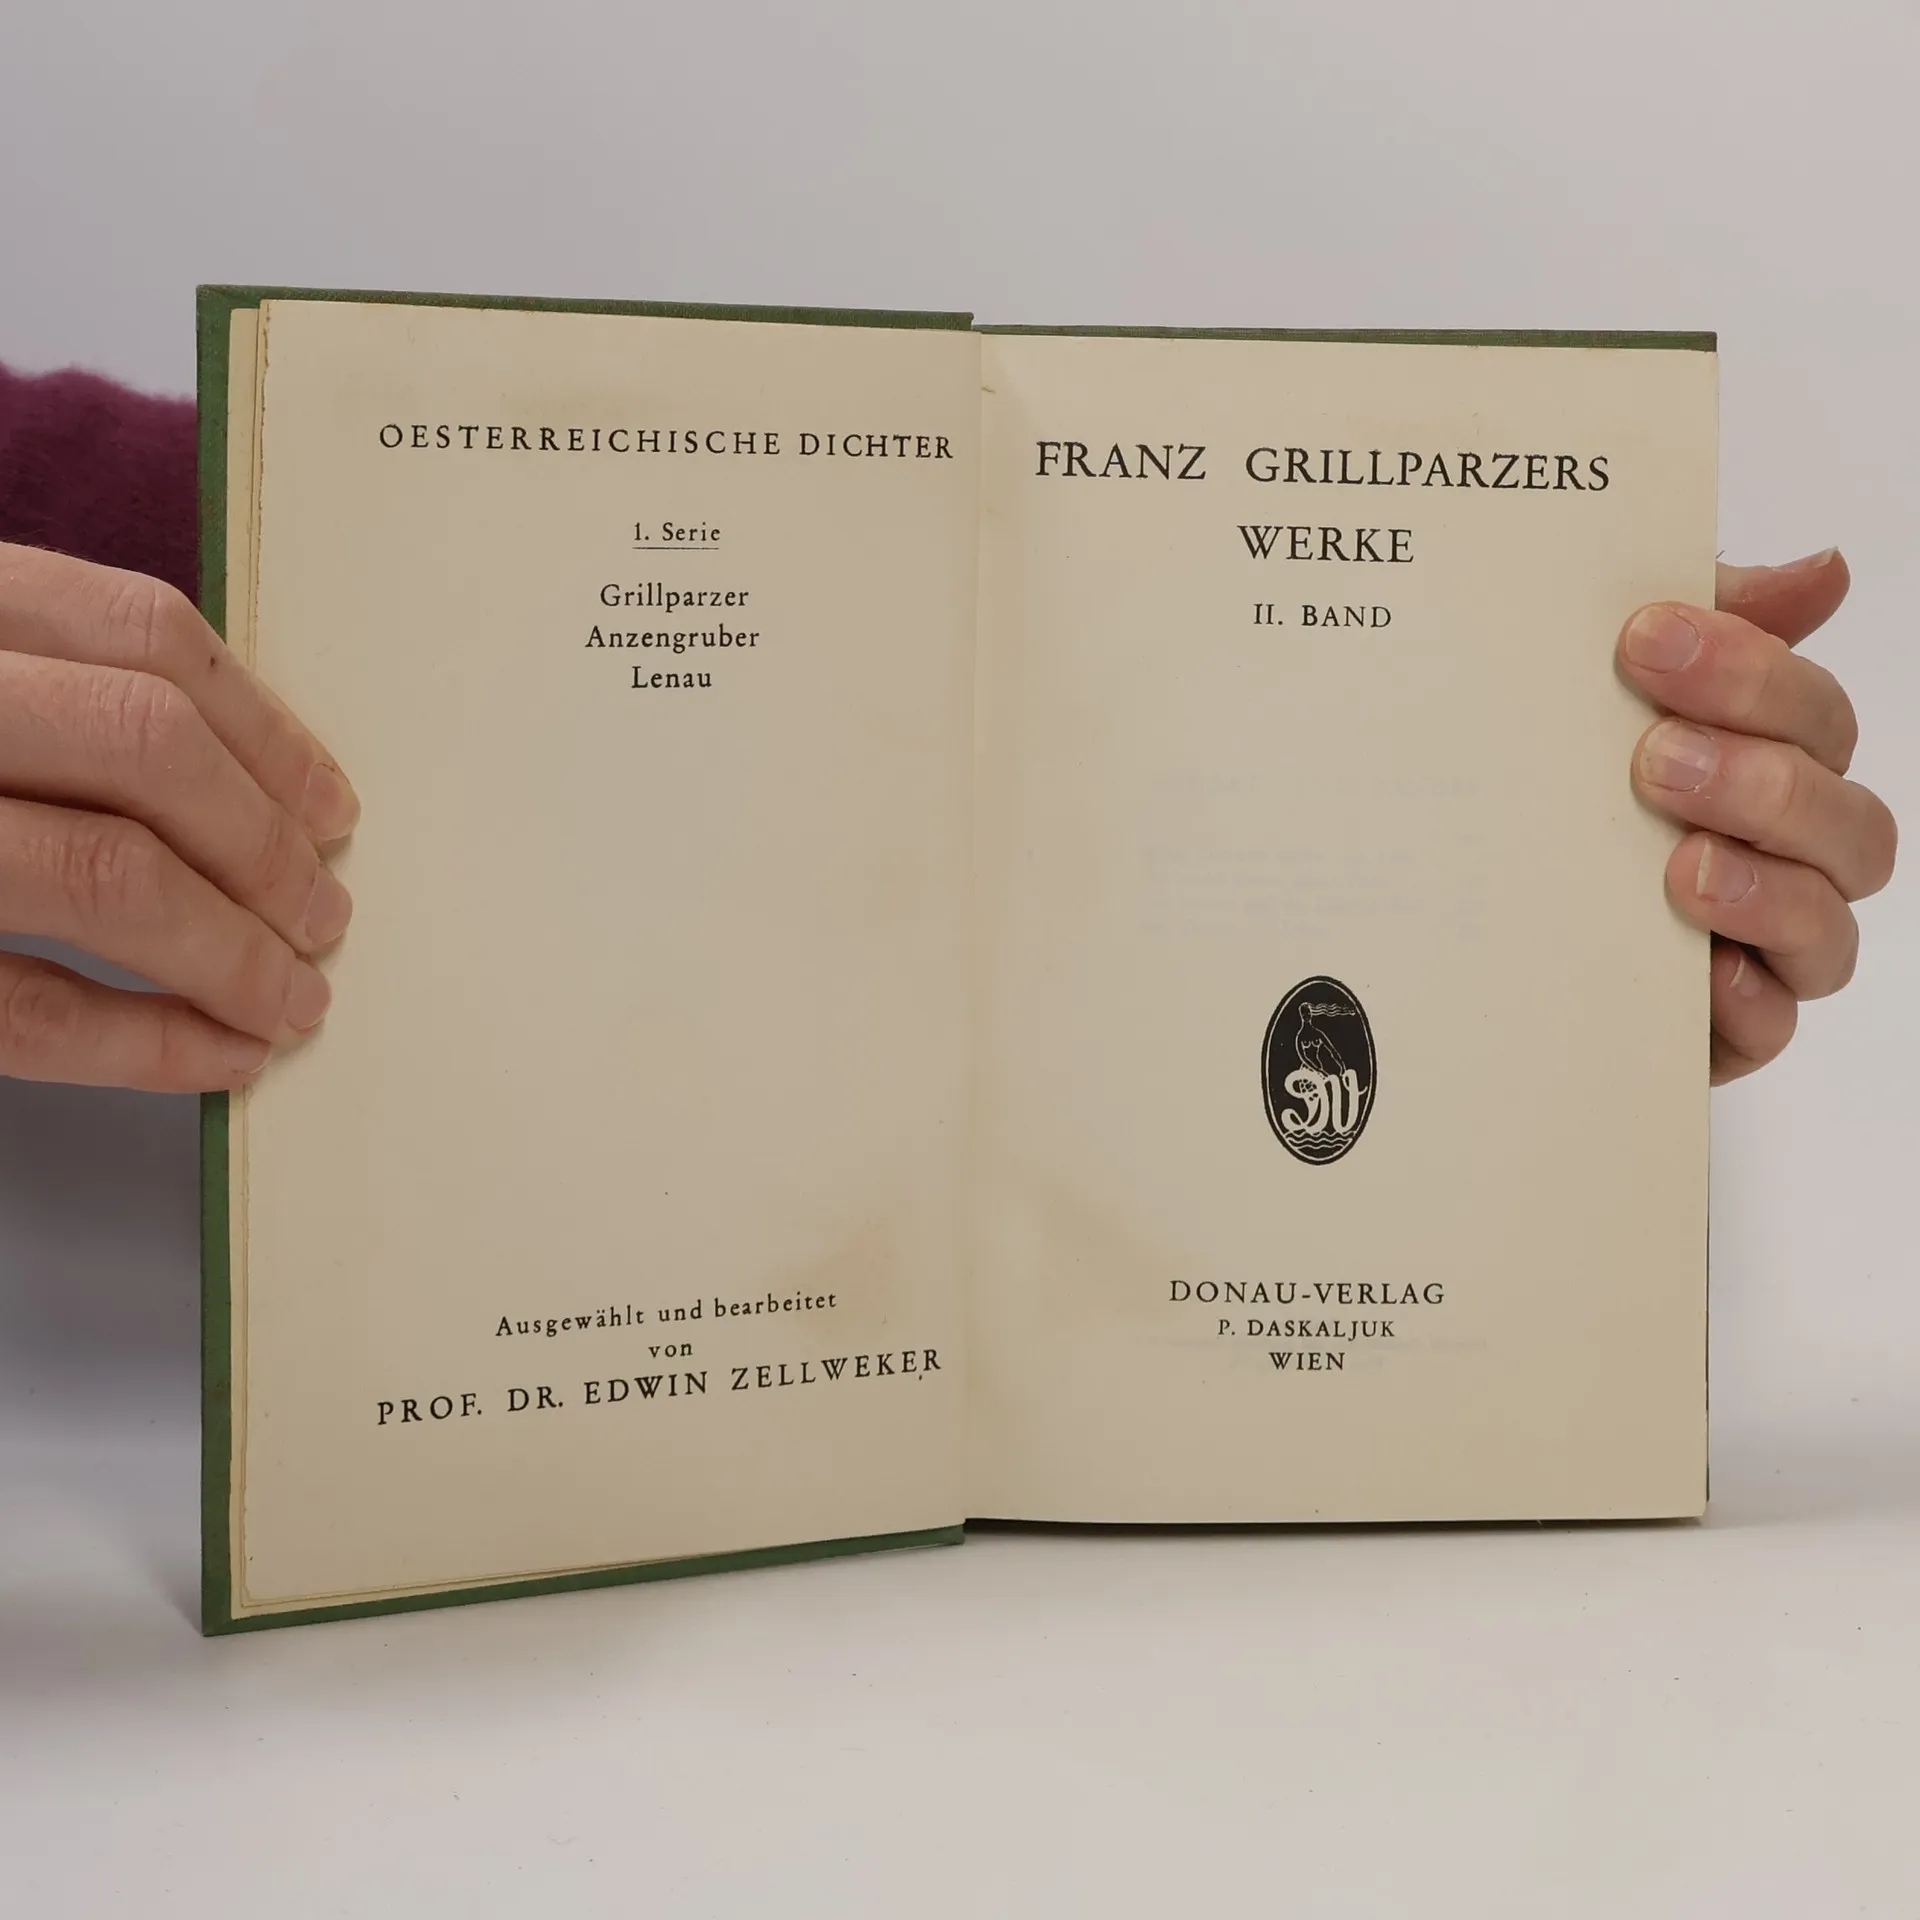 OESTERREICHISCHE DICHTER
1. Serie
Grillparzer
Anzengruber
Lenau
Ausgewählt und bearbeitet
von
PROF. DR. EDWIN ZELLWEKER
FRANZ GRILLPARZERS
WERKE
II. BAND
DV
DONAU-VERLAG
P. DASKALJUK
WIEN